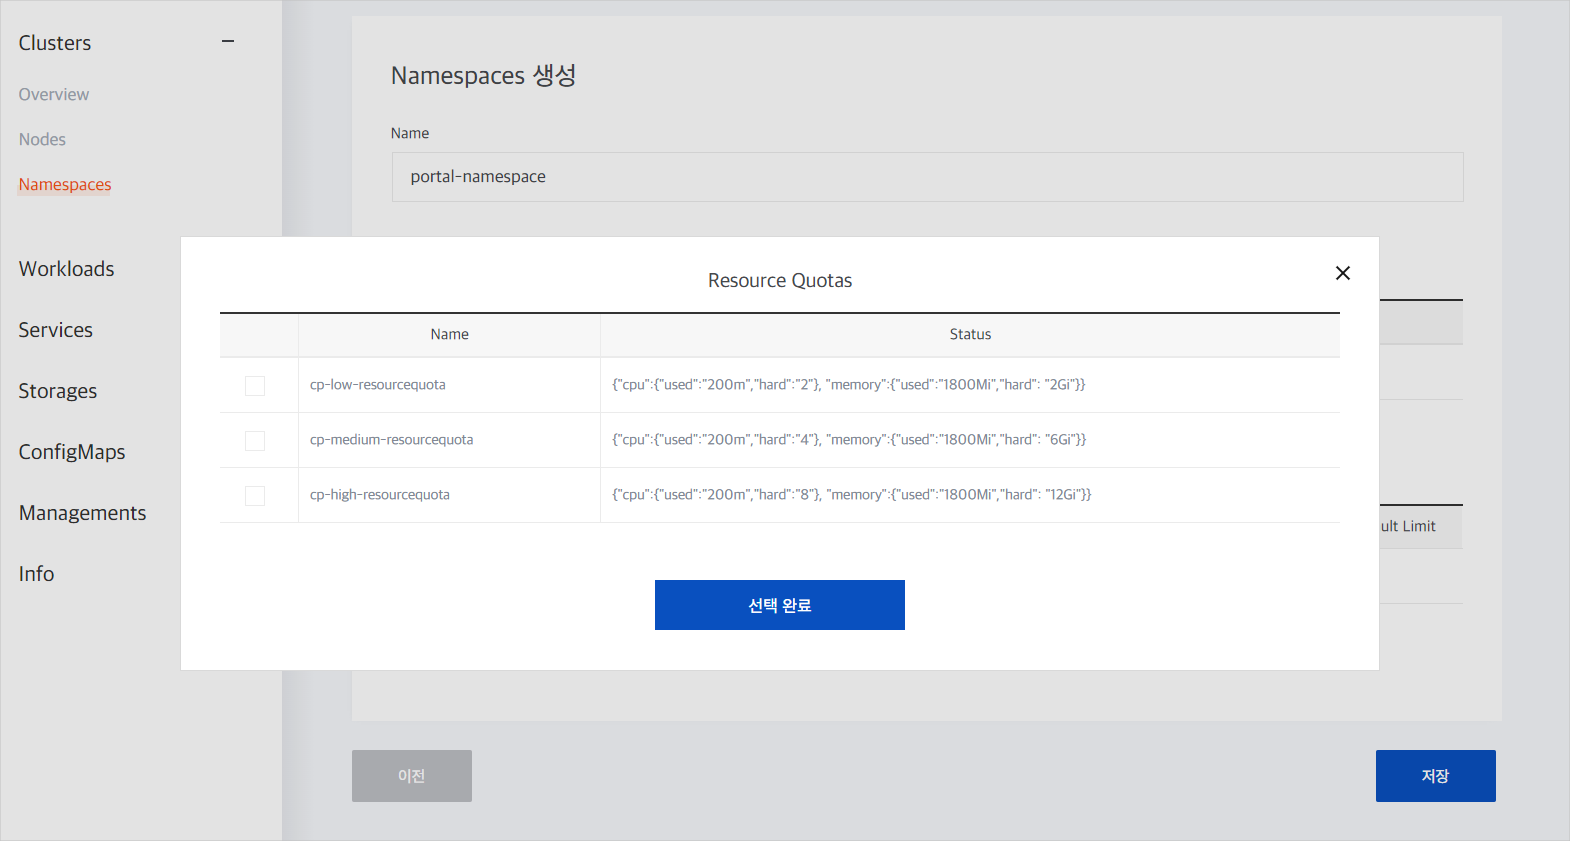 Clusters
Overview
Nodes
Namespaces
Workloads
Services
Storages
ConfigMaps
Managements
Info
Namespaces 생성
Name
portal-namespace
Resource Quotas
Name Status
cp-low-resourcequota {"cpu":{"used":"200m","hard":"2"}, "memory":{"used":"1800Mi","hard": "2Gi"}}
cp-medium-resourcequota {"cpu":{"used":"200m","hard":"4"}, "memory":{"used":"1800Mi","hard": "6Gi"}}
cp-high-resourcequota {"cpu":{"used":"200m","hard":"8"}, "memory":{"used":"1800Mi","hard": "12Gi"}}
선택 완료
ult Limit
이전
저장